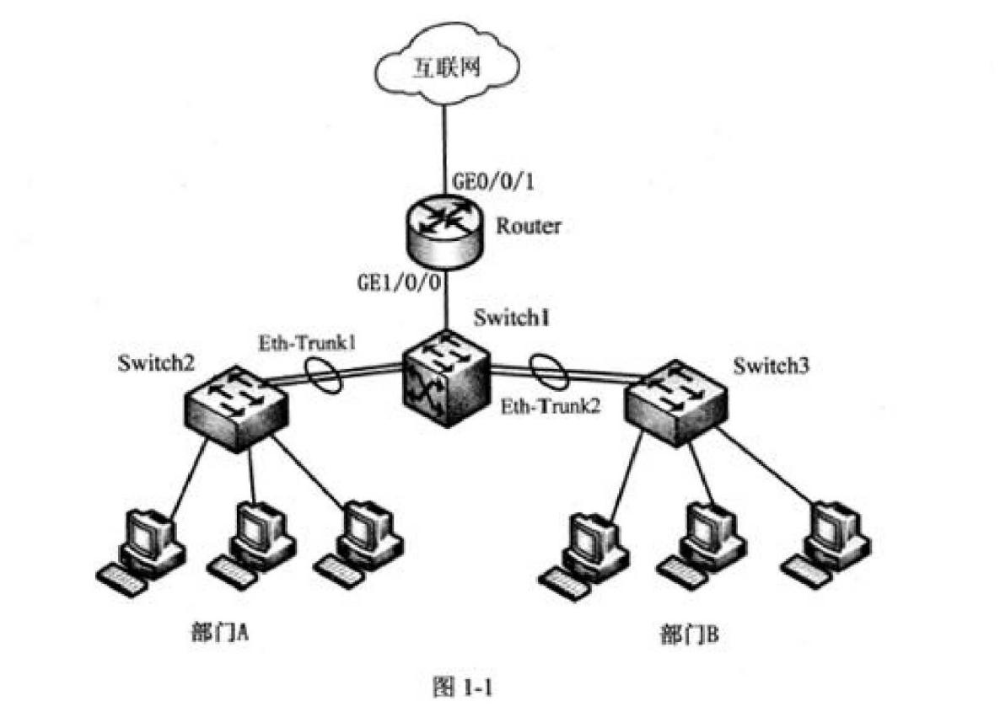 互联网
GE0/0/1
Router
GE1/0/0
Switch1
Eth-Trunk1
Switch2
Switch3
Eth-Trunk2
部门A
部门B
图 1-1